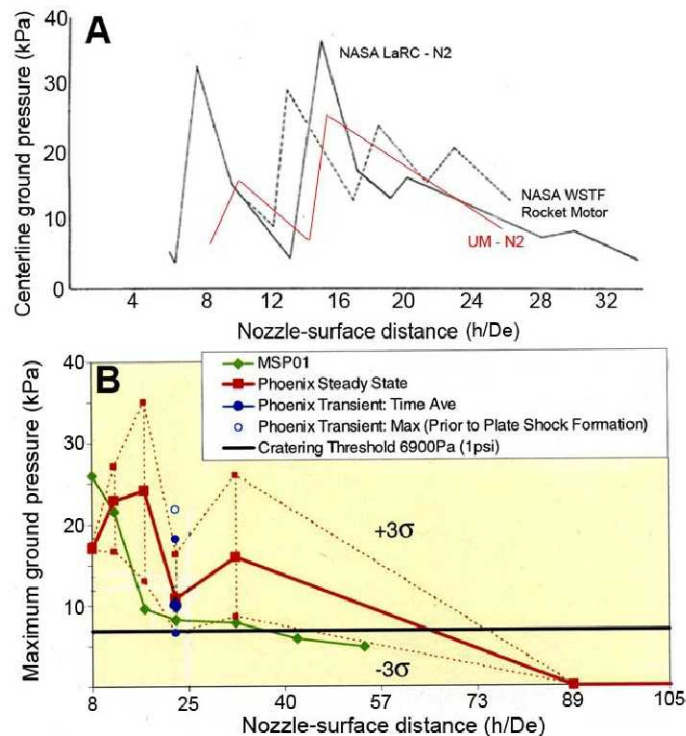 A
Centerline ground pressure (kPa)
40
30
20
10
0
NASA LaRC - N2
NASA WSTF
Rocket Motor
UM - N2
4 8 12 16 20 24 28 32
Nozzle-surface distance (h/De)
B
Maximum ground pressure (kPa)
40
30
20
10
MSP01
Phoenix Steady State
Phoenix Transient: Time Ave
Phoenix Transient: Max (Prior to Plate Shock Formation)
Cratering Threshold 6900Pa (1psi)
+3σ
-3σ
8 25 40 57 73 89 105
Nozzle-surface distance (h/De)